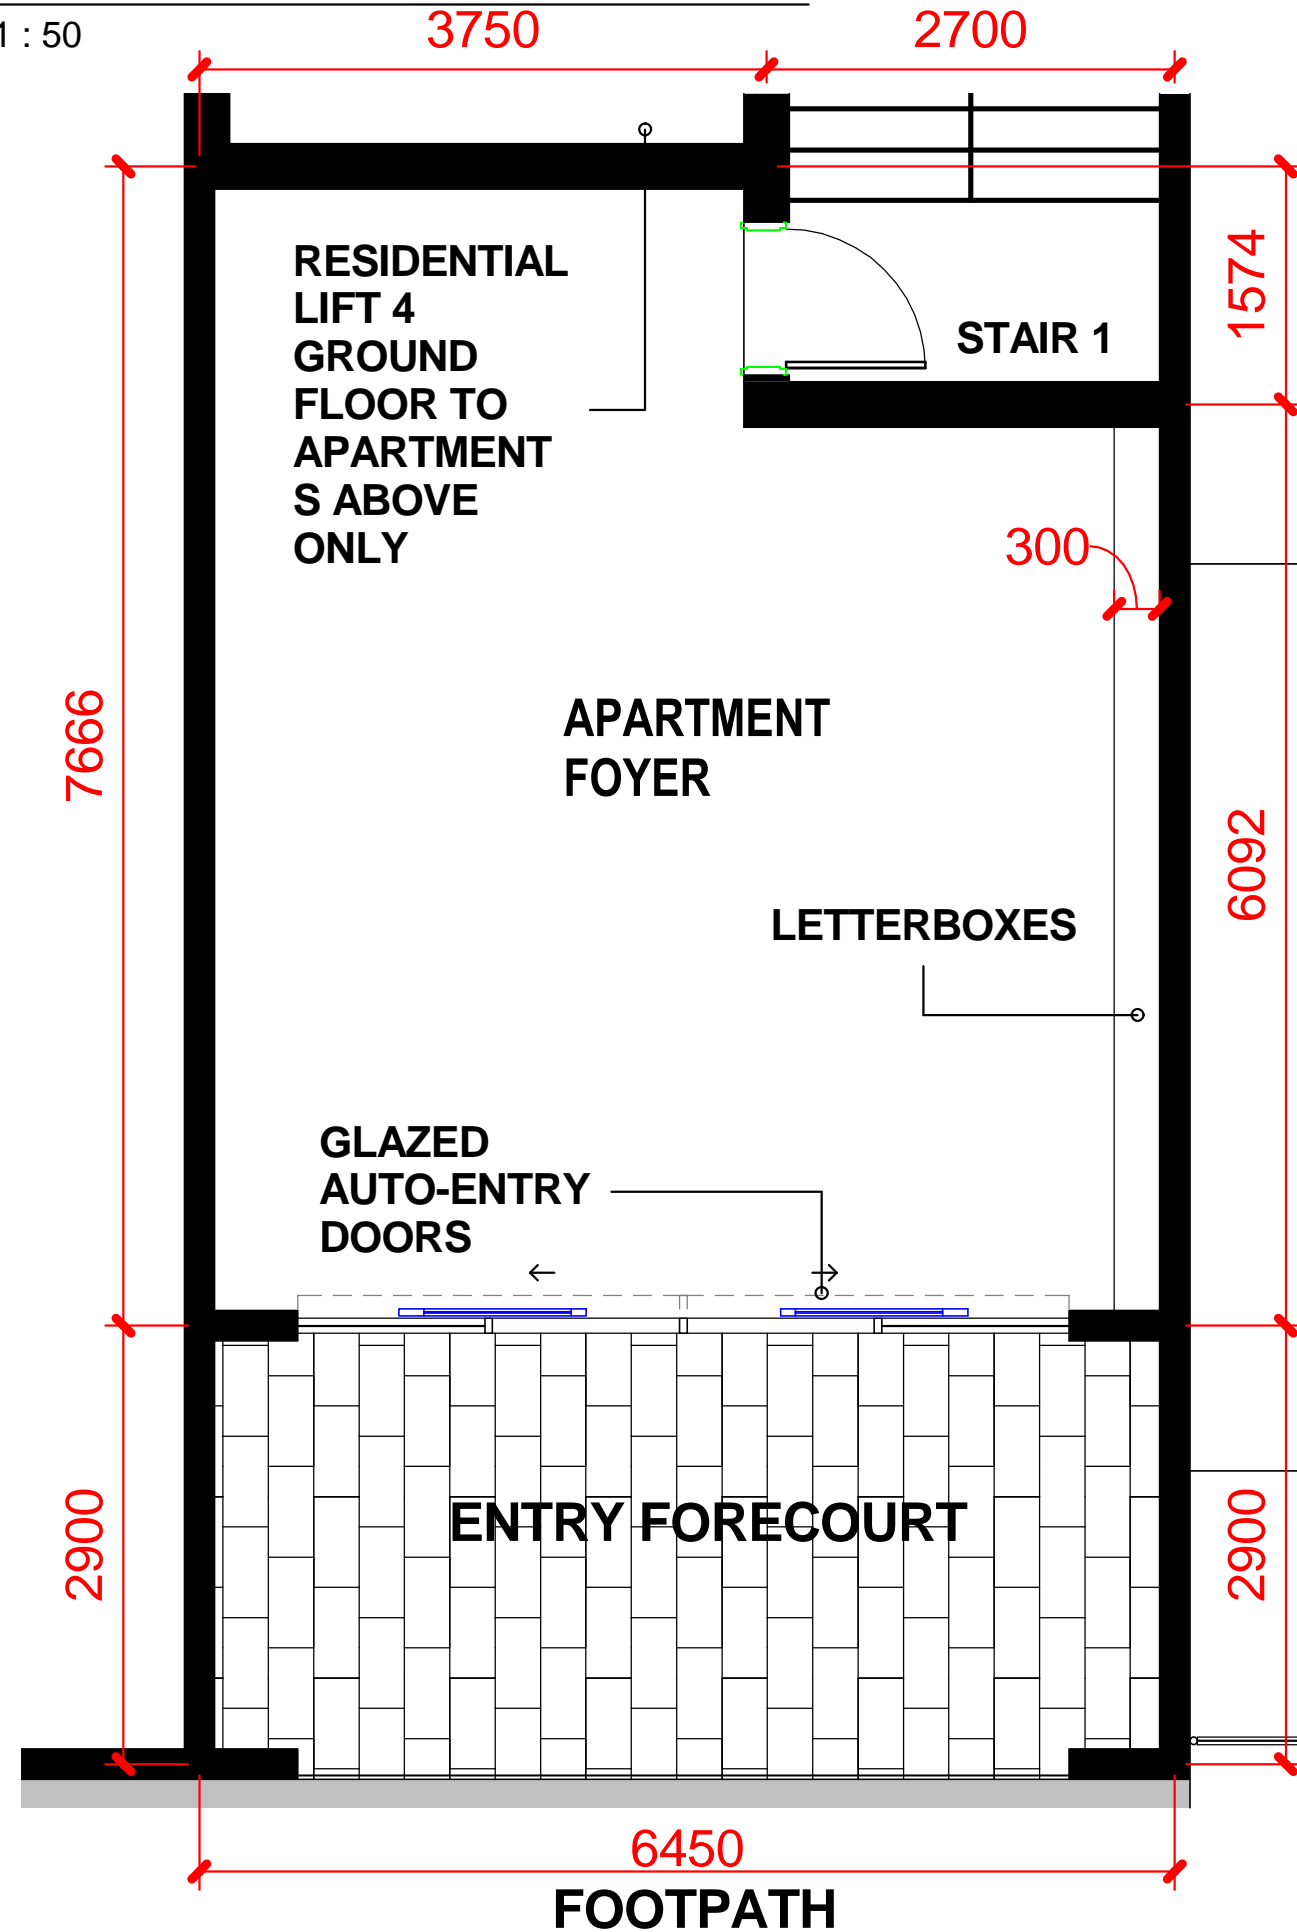 1 : 50
3750
2700
RESIDENTIAL
LIFT 4
GROUND
FLOOR TO
APARTMENT
S ABOVE
ONLY
STAIR 1
1574
300
7666
APARTMENT
FOYER
6092
LETTERBOXES
GLAZED
AUTO-ENTRY
DOORS
ENTRY FORECOURT
2900
2900
6450
FOOTPATH